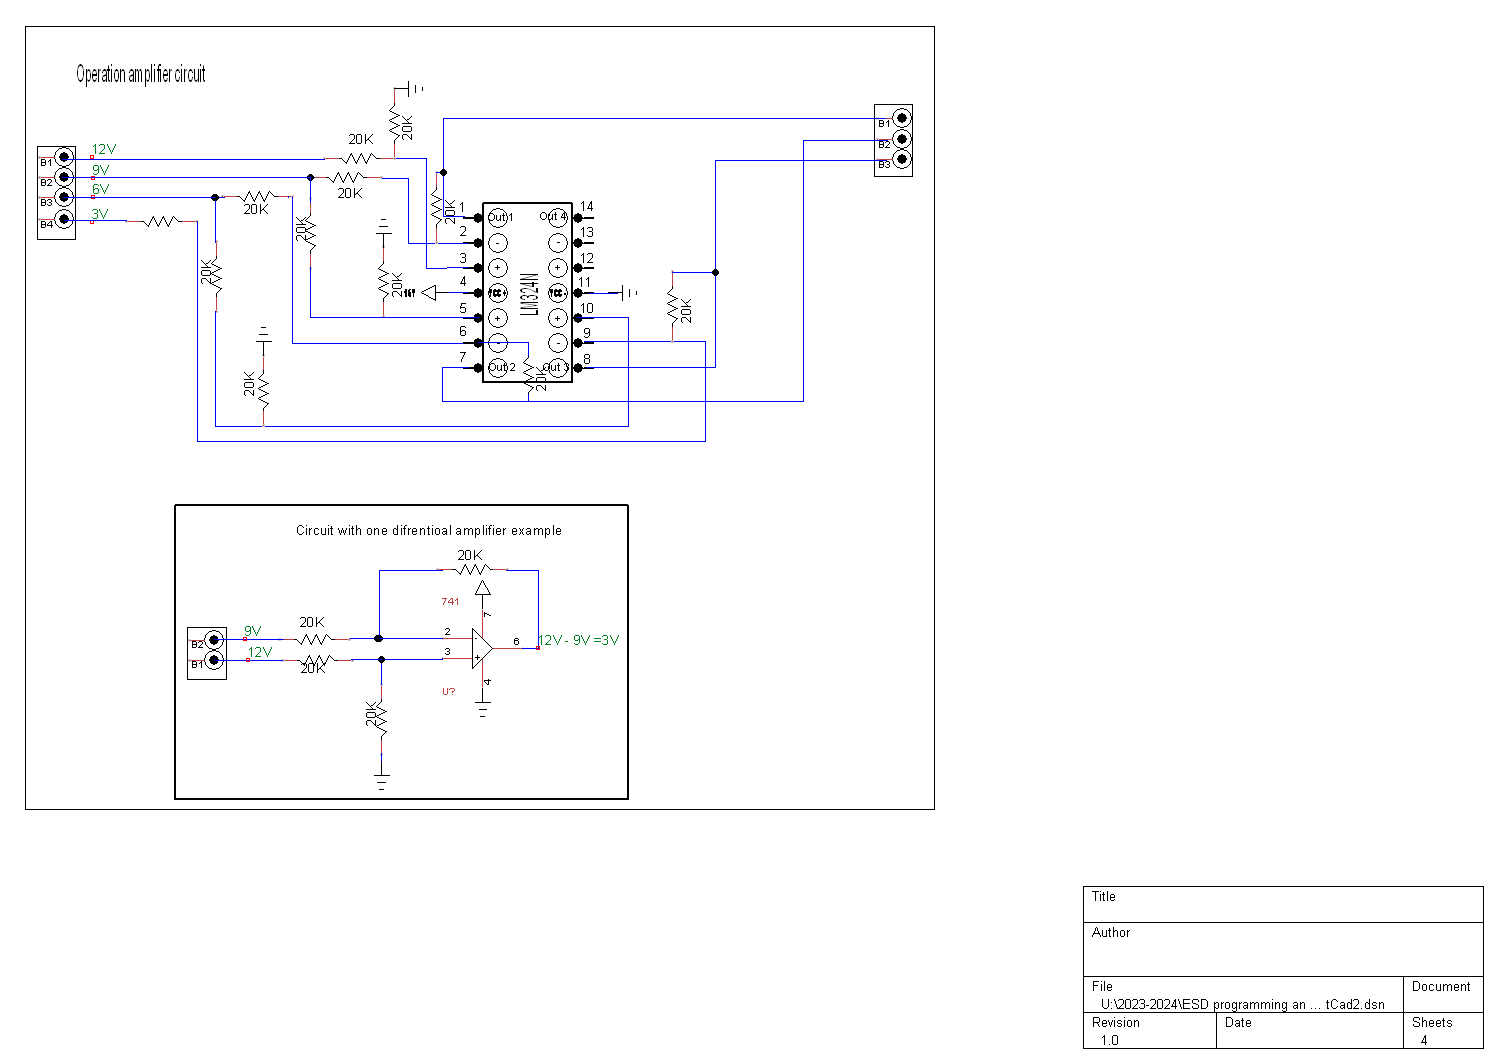 Operation amplifier circuit
20K
20K
12V
B1
9V
B2
20K
6V
B3
20K
3V
B4
20K
20K
20K
20K
20K
20K
20K
1
2
3
4
5
6
7
14
13
12
11
10
9
8
Out 1
-
+
VCC +
+
-
Out 2
Out 4
-
+
VCC -
+
-
Out 3
LM324N
20K
B1
B2
B3
Circuit with one difrentioal amplifier example
20K
741
7
20K
9V
B2
2
-
6
12V - 9V =3V
12V
B1
20K
3
+
4
U?
20K
Title
Author
File
U:\2023-2024\ESD programming an ... tCad2.dsn
Document
Revision
1.0
Date
Sheets
4